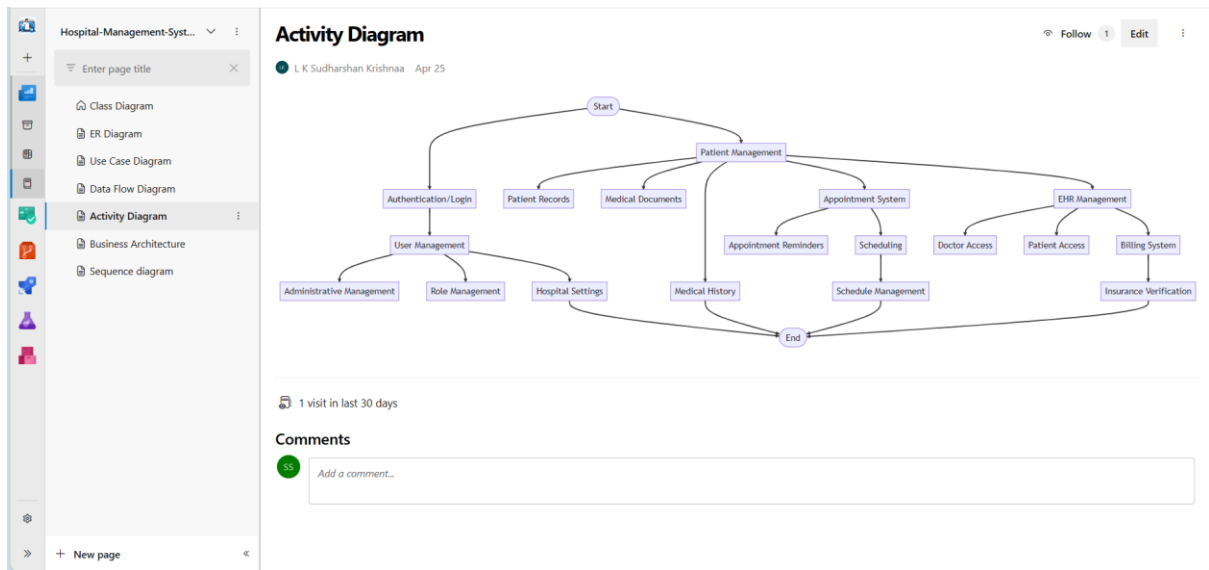 Hospital-Management-Syst...
Enter page title
Class Diagram
ER Diagram
Use Case Diagram
Data Flow Diagram
Activity Diagram
Business Architecture
Sequence diagram
New page
Activity Diagram
Follow 1 Edit
L K Sudharshan Krishnaa Apr 25
Start
Patient Management
Authentication/Login Patient Records Medical Documents Appointment System EHR Management
User Management Appointment Reminders Scheduling Doctor Access Patient Access Billing System
Administrative Management Role Management Hospital Settings Medical History Schedule Management Insurance Verification
End
1 visit in last 30 days
Comments
SS
Add a comment...